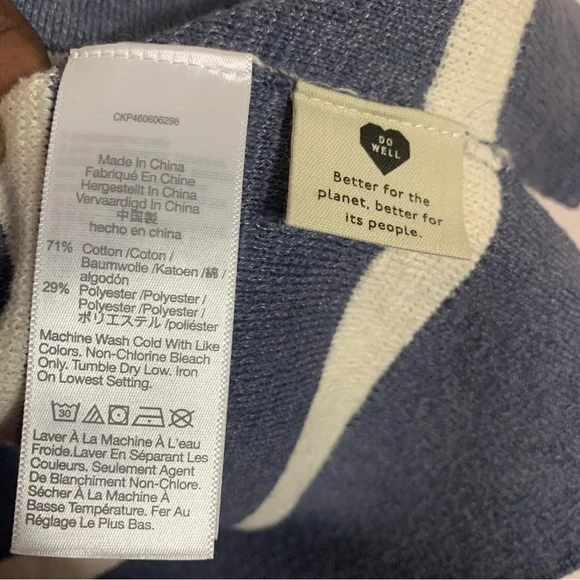 CKP460606298
Made In China
Fabriqué En Chine
Hergestellt In China
Vervaardigd In China
中国製
hecho en china
71% Cotton /Coton /
Baumwolle /Katoen /綿 /
algodón
29% Polyester /Polyester /
Polyester /Polyester /
ポリエステル /poliéster
Machine Wash Cold With Like
Colors. Non-Chlorine Bleach
Only. Tumble Dry Low. Iron
On Lowest Setting.
30
Laver À La Machine À L'eau
Froide.Laver En Séparant Les
Couleurs. Seulement Agent
De Blanchiment Non-Chlore.
Sécher À La Machine À
Basse Température. Fer Au
Réglage Le Plus Bas.
DO
WELL
Better for the
planet, better for
its people.